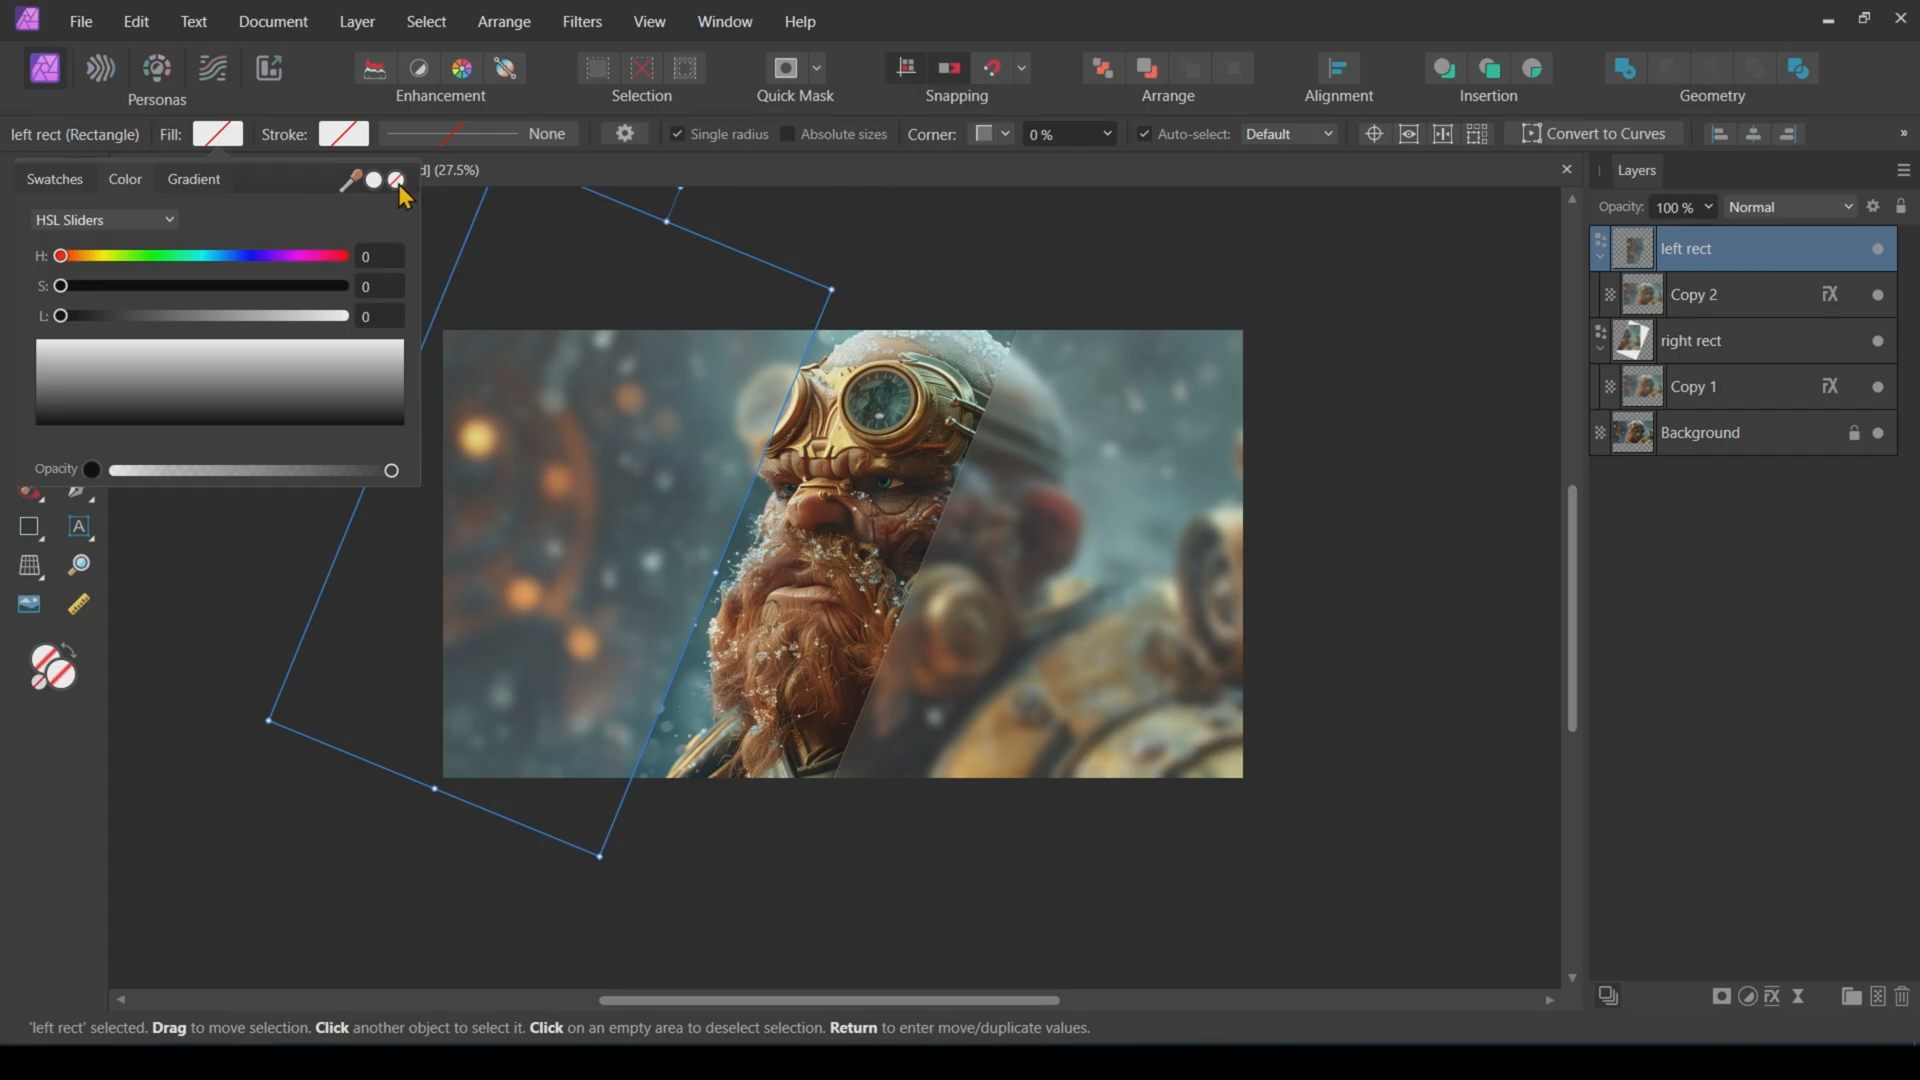 File Edit Text Document Layer Select Arrange Filters View Window Help
Personas Enhancement Selection Quick Mask Snapping Arrange Alignment Insertion Geometry
left rect (Rectangle) Fill: Stroke: None Single radius Absolute sizes Corner: 0 % Auto-select: Default Convert to Curves »
d] (27.5%)
Swatches Color Gradient
HSL Sliders
H: 0
S: 0
L: 0
Opacity
A
Layers
Opacity: 100 % Normal
left rect
Copy 2
right rect
Copy 1
Background
'left rect' selected. Drag to move selection. Click another object to select it. Click on an empty area to deselect selection. Return to enter move/duplicate values.